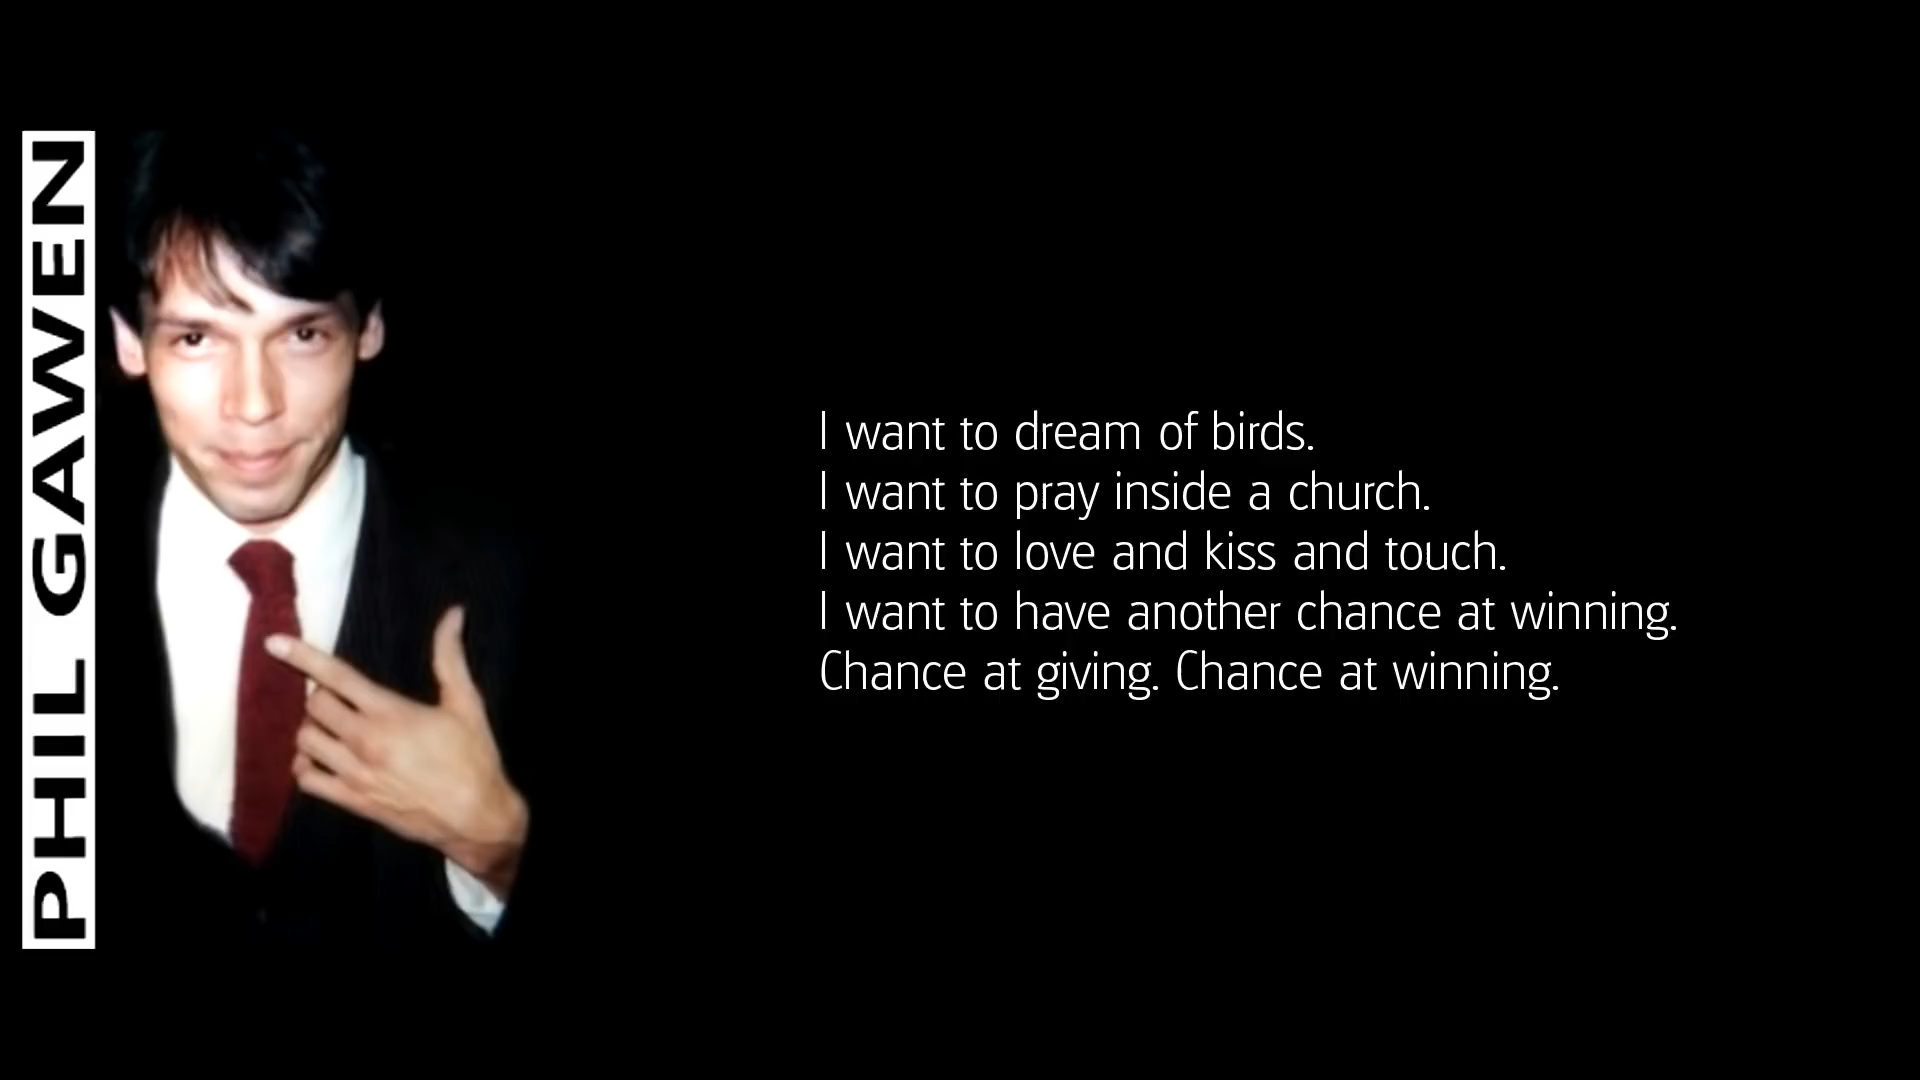 PHIL GAWEN
I want to dream of birds.
I want to pray inside a church.
I want to love and kiss and touch.
I want to have another chance at winning.
Chance at giving. Chance at winning.